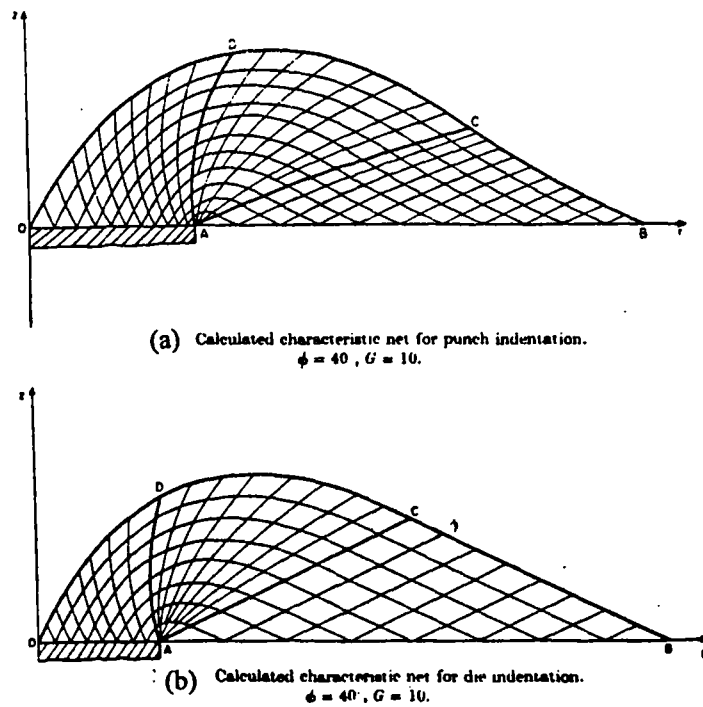 z
D
C
O
A
B
r
(a) Calculated characteristic net for punch indentation.
ϕ = 40 , G = 10.
z
D
C
O
A
B
(b) Calculated characteristic net for die indentation.
ϕ = 40 , G = 10.